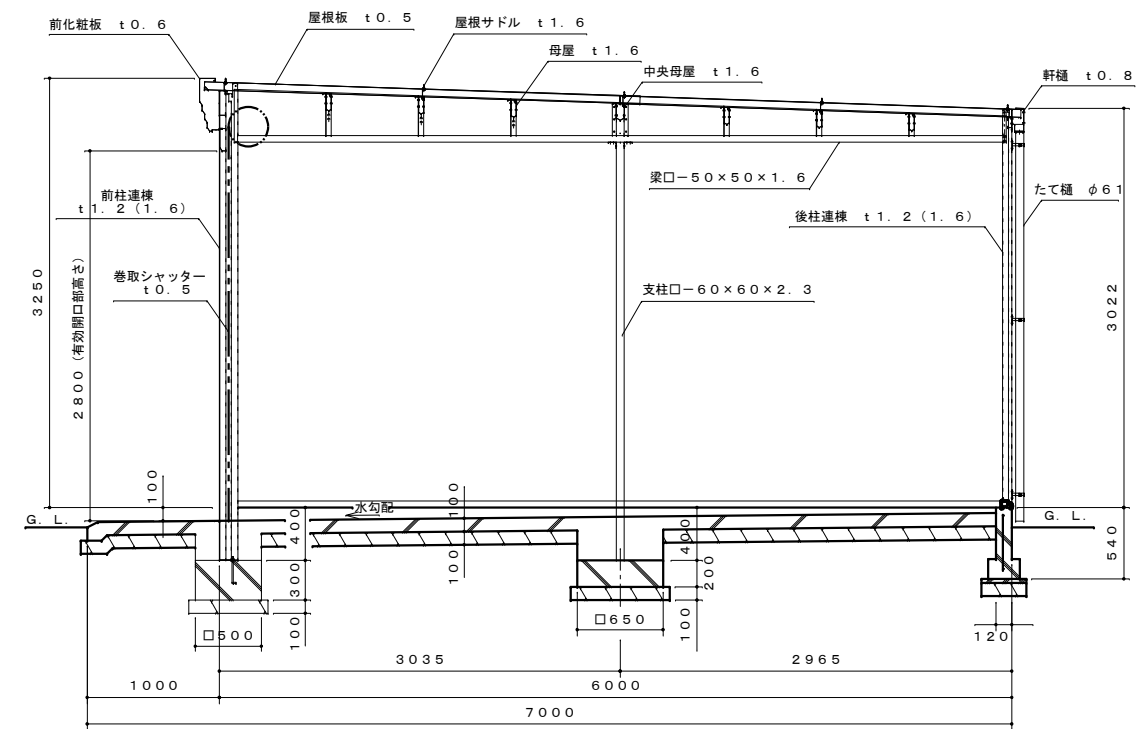 前化粧板 ｔ０．６
屋根板 ｔ０．５
屋根サドル ｔ１．６
母屋 ｔ１．６
中央母屋 ｔ１．６
軒樋 ｔ０．８
梁口－５０×５０×１．６
たて樋 φ６１
前柱連棟
ｔ１．２（１．６）
後柱連棟 ｔ１．２（１．６）
巻取シャッター
ｔ０．５
支柱口－６０×６０×２．３
３２５０
２８００（有効開口部高さ）
３０２２
１００
水勾配
１００
１００
Ｇ．Ｌ．
Ｇ．Ｌ．
４００
３００
１００
４００
２００
１００
５４０
□５００
□６５０
１２０
３０３５
２９６５
１０００
６０００
７０００